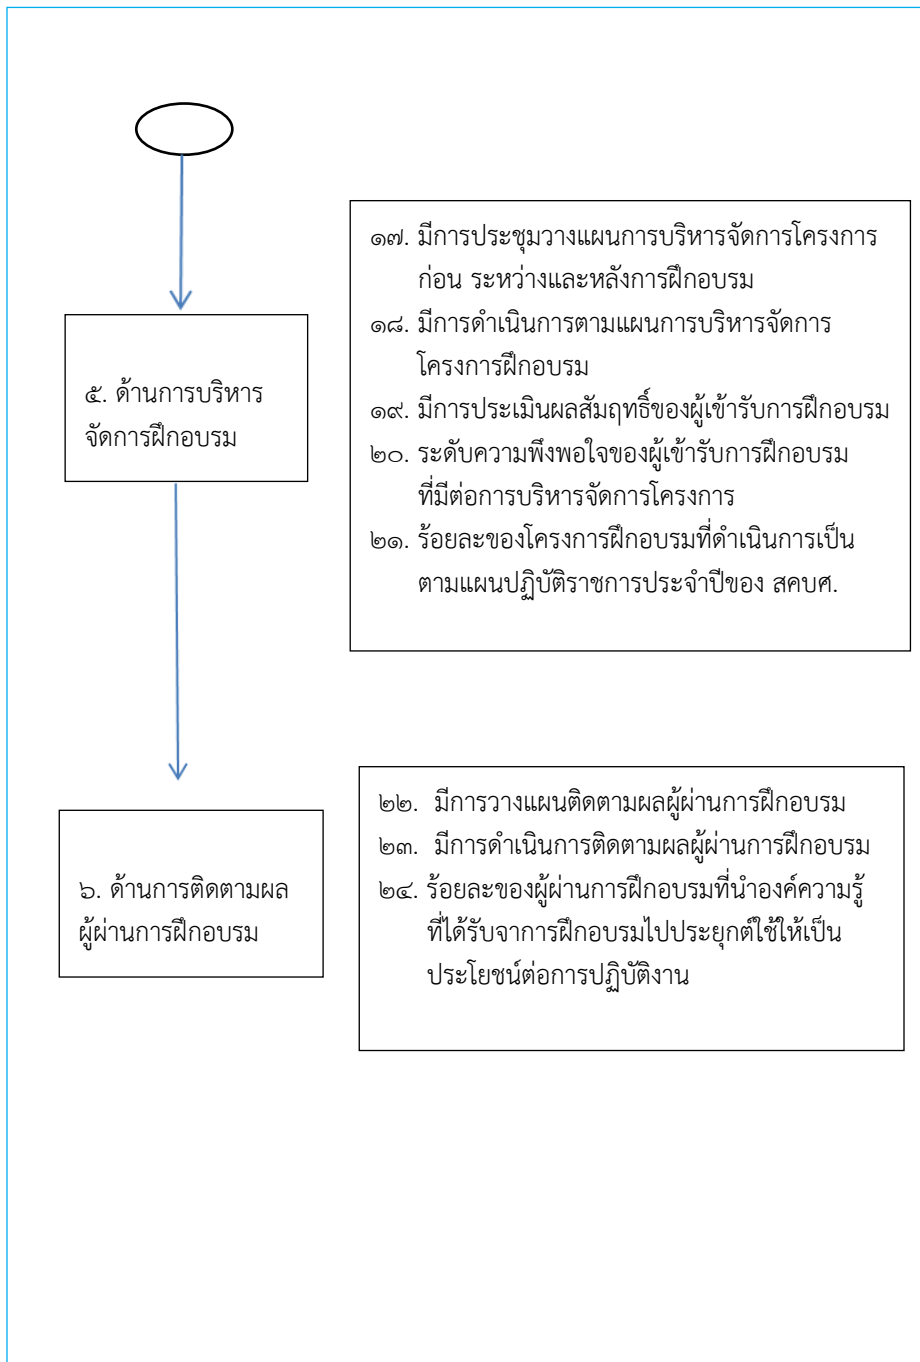 ๕. ด้านการบริหาร
จัดการฝึกอบรม
๑๗. มีการประชุมวางแผนการบริหารจัดการโครงการ
ก่อน ระหว่างและหลังการฝึกอบรม
๑๘. มีการดำเนินการตามแผนการบริหารจัดการ
โครงการฝึกอบรม
๑๙. มีการประเมินผลสัมฤทธิ์ของผู้เข้ารับการฝึกอบรม
๒๐. ระดับความพึงพอใจของผู้เข้ารับการฝึกอบรม
ที่มีต่อการบริหารจัดการโครงการ
๒๑. ร้อยละของโครงการฝึกอบรมที่ดำเนินการเป็น
ตามแผนปฏิบัติราชการประจำปีของ สคบศ.
๖. ด้านการติดตามผล
ผู้ผ่านการฝึกอบรม
๒๒. มีการวางแผนติดตามผลผู้ผ่านการฝึกอบรม
๒๓. มีการดำเนินการติดตามผลผู้ผ่านการฝึกอบรม
๒๔. ร้อยละของผู้ผ่านการฝึกอบรมที่นำองค์ความรู้
ที่ได้รับจาการฝึกอบรมไปประยุกต์ใช้ให้เป็น
ประโยชน์ต่อการปฏิบัติงาน